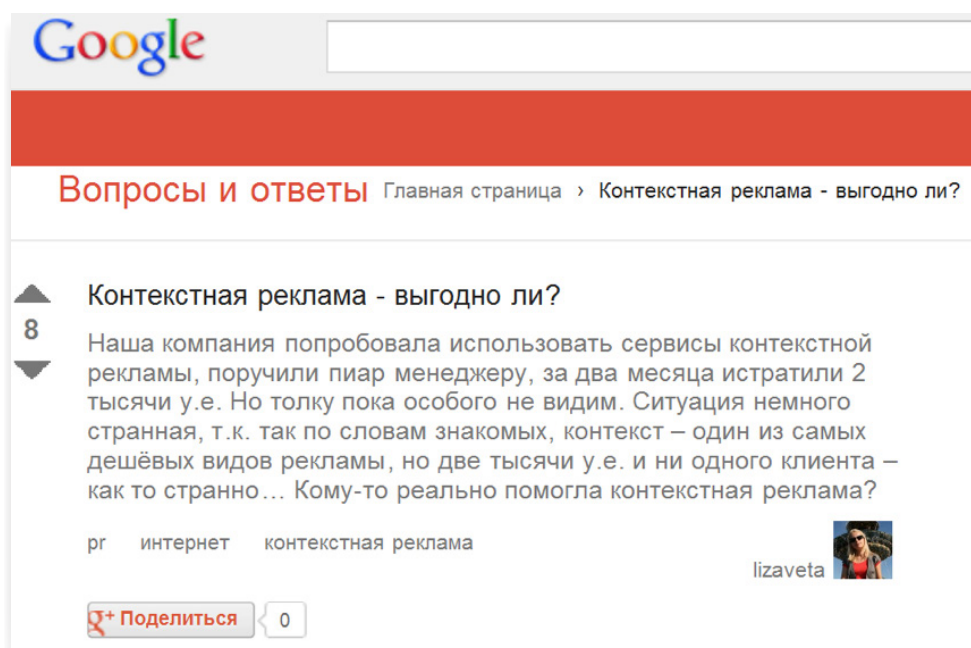 Google
Вопросы и ответы Главная страница › Контекстная реклама - выгодно ли?
Контекстная реклама - выгодно ли?
8
Наша компания попробовала использовать сервисы контекстной
рекламы, поручили пиар менеджеру, за два месяца истратили 2
тысячи у.е. Но толку пока особого не видим. Ситуация немного
странная, т.к. так по словам знакомых, контекст – один из самых
дешёвых видов рекламы, но две тысячи у.е. и ни одного клиента –
как то странно... Кому-то реально помогла контекстная реклама?
pr интернет контекстная реклама
lizaveta
g+ Поделиться 0